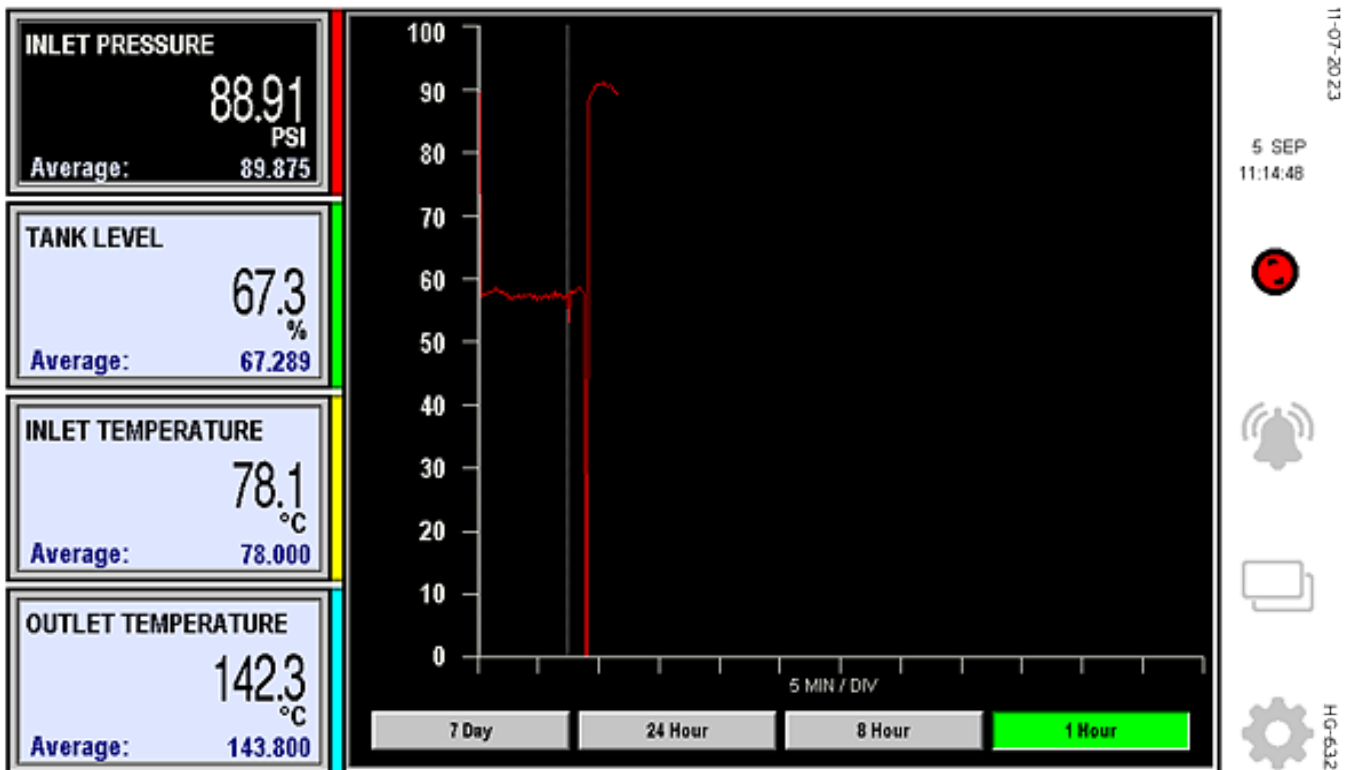 INLET PRESSURE
88.91
PSI
Average: 89.875
TANK LEVEL
67.3
%
Average: 67.289
INLET TEMPERATURE
78.1
°C
Average: 78.000
OUTLET TEMPERATURE
142.3
°C
Average: 143.800
100
90
80
70
60
50
40
30
20
10
0
5 MIN / DIV
7 Day
24 Hour
8 Hour
1 Hour
11-07-2023
5 SEP
11:14:48
HG-632